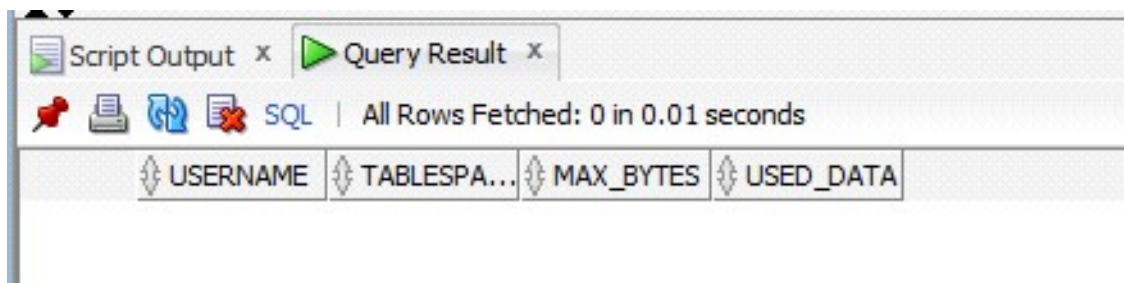 Script Output x Query Result x
SQL | All Rows Fetched: 0 in 0.01 seconds
USERNAME TABLESPA... MAX_BYTES USED_DATA